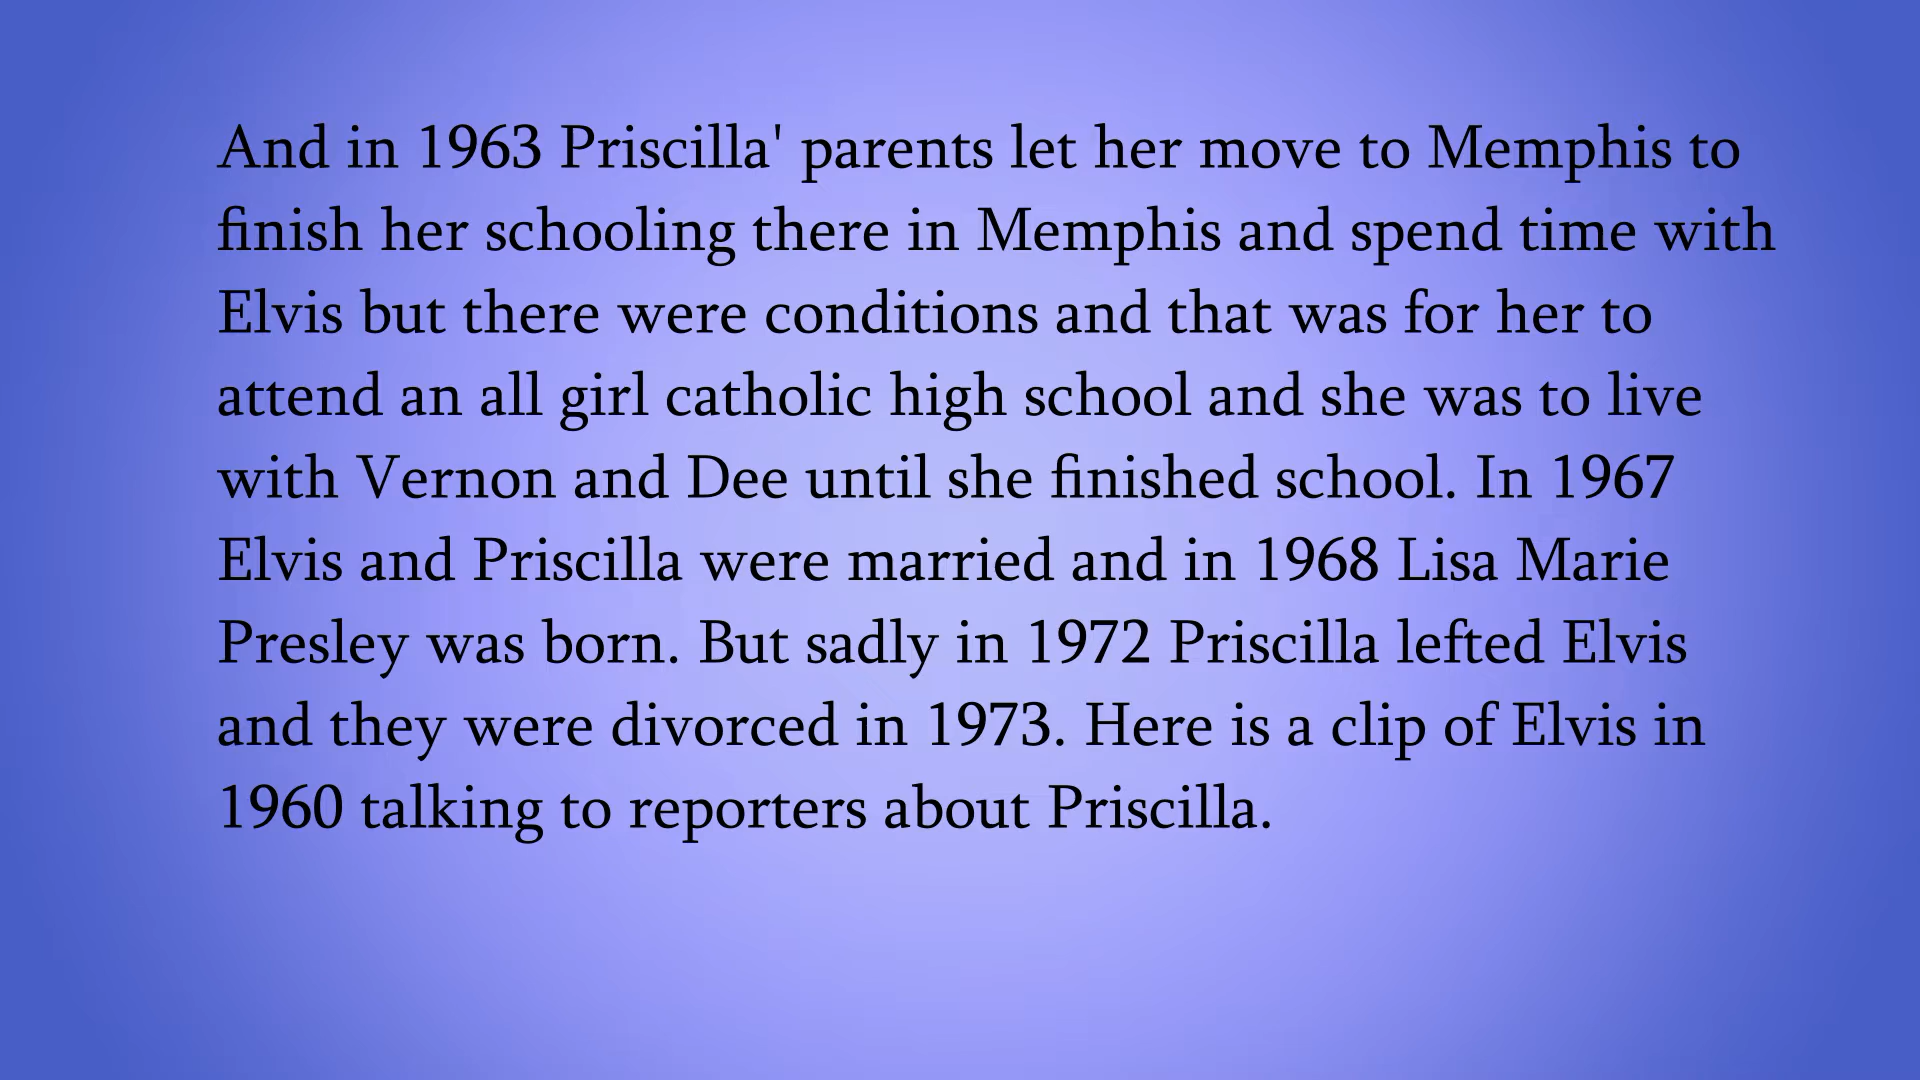 And in 1963 Priscilla' parents let her move to Memphis to
finish her schooling there in Memphis and spend time with
Elvis but there were conditions and that was for her to
attend an all girl catholic high school and she was to live
with Vernon and Dee until she finished school. In 1967
Elvis and Priscilla were married and in 1968 Lisa Marie
Presley was born. But sadly in 1972 Priscilla lefted Elvis
and they were divorced in 1973. Here is a clip of Elvis in
1960 talking to reporters about Priscilla.